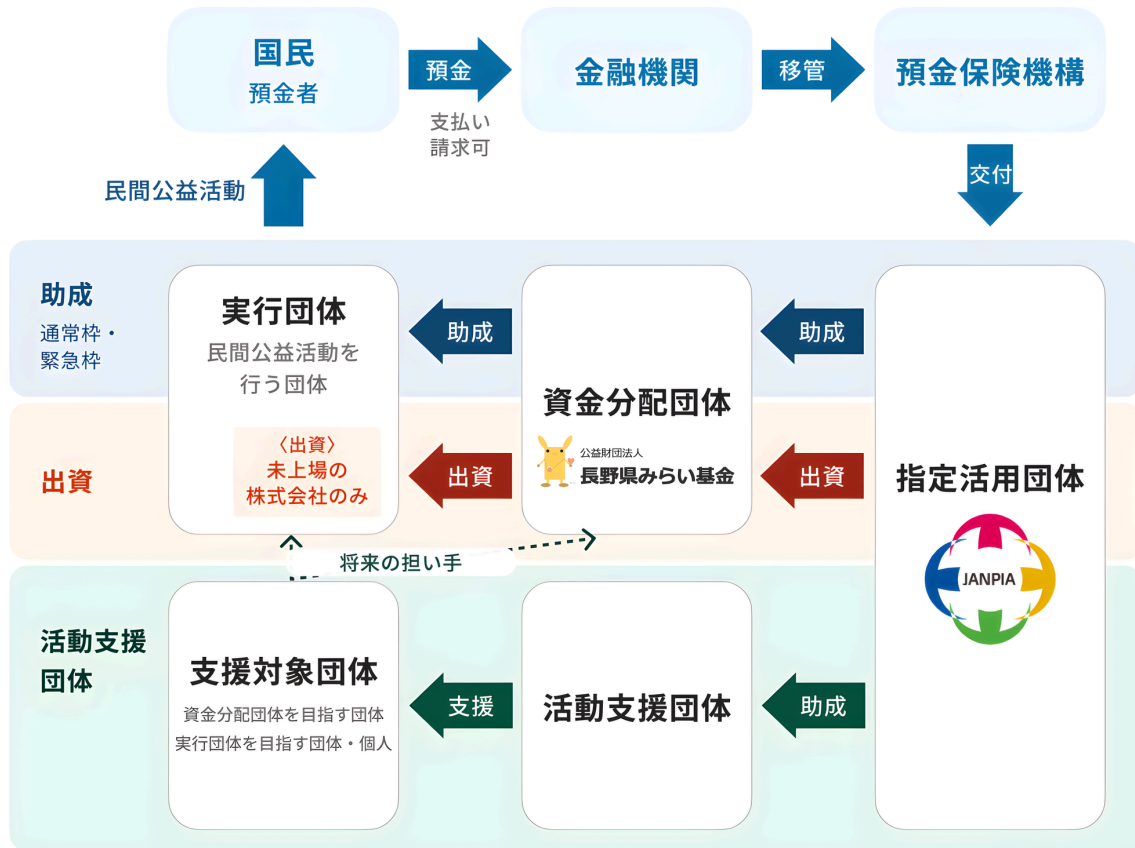 国民
預金者
預金
支払い
請求可
金融機関
移管
預金保険機構
交付
民間公益活動
助成
通常枠・
緊急枠
実行団体
民間公益活動を
行う団体
助成
資金分配団体
助成
指定活用団体
JANPIA
出資
〈出資〉
未上場の
株式会社のみ
出資
公益財団法人
長野県みらい基金
出資
将来の担い手
活動支援
団体
支援対象団体
資金分配団体を目指す団体
実行団体を目指す団体・個人
支援
活動支援団体
助成